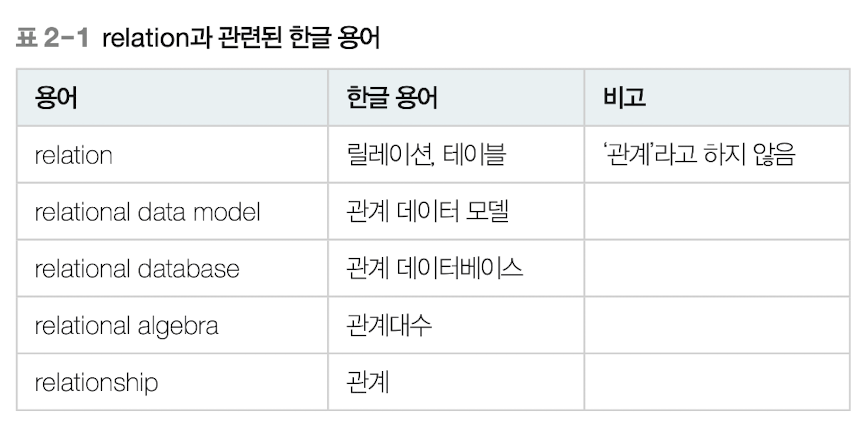 표 2-1 relation과 관련된 한글 용어
용어 한글 용어 비고
relation 릴레이션, 테이블 ‘관계’라고 하지 않음
relational data model 관계 데이터 모델
relational database 관계 데이터베이스
relational algebra 관계대수
relationship 관계